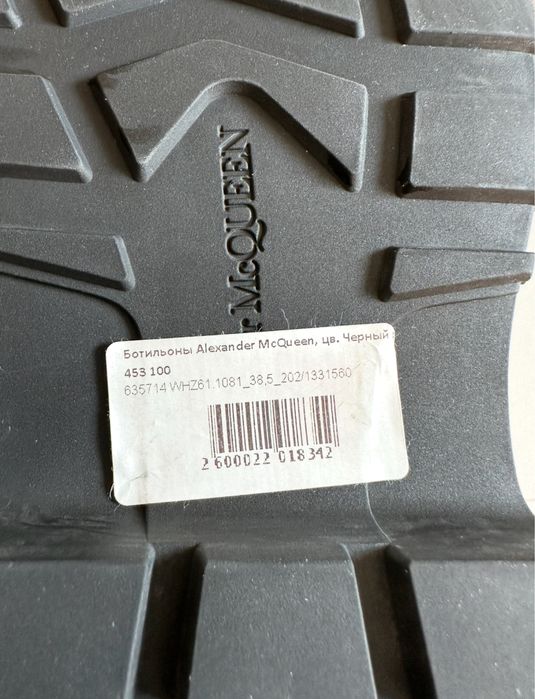 r McQUEEN
Ботильоны Alexander McQueen, цв. Черный
453 100
635714 WHZ61.1081_38,5_202/1331560
2 600022 018342